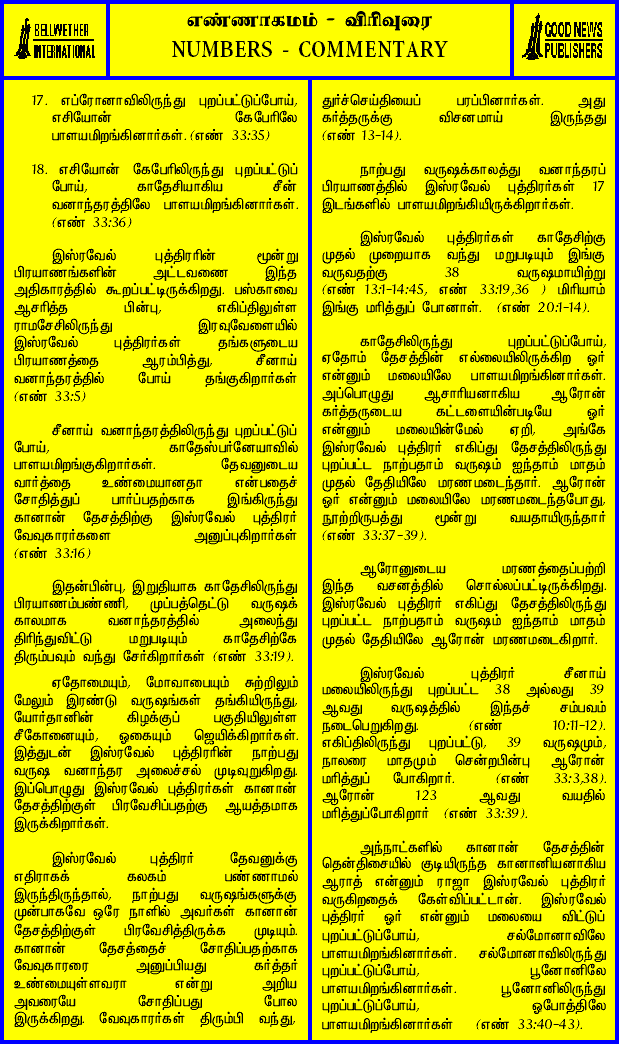 BELLWETHER
INTERNATIONAL
எண்ணாகமம் - விரிவுரை
NUMBERS - COMMENTARY
GOOD NEWS
PUBLISHERS
17. எப்ரோனாவிலிருந்து புறப்பட்டுப்போய்,
எசியோன் கேபேரிலே
பாளயமிறங்கினார்கள். (எண் 33:35)
18. எசியோன் கேபேரிலிருந்து புறப்பட்டுப்
போய், காதேசியாகிய சீன்
வனாந்தரத்திலே பாளயமிறங்கினார்கள்.
(எண் 33:36)
இஸ்ரவேல் புத்திரரின் மூன்று
பிரயாணங்களின் அட்டவணை இந்த
அதிகாரத்தில் கூறப்பட்டிருக்கிறது. பஸ்காவை
ஆசரித்த பின்பு, எகிப்திலுள்ள
ராமசேசிலிருந்து இரவுவேளையில்
இஸ்ரவேல் புத்திரர்கள் தங்களுடைய
பிரயாணத்தை ஆரம்பித்து, சீனாய்
வனாந்தரத்தில் போய் தங்குகிறார்கள்
(எண் 33:5)
சீனாய் வனாந்தரத்திலிருந்து புறப்பட்டுப்
போய், காதேஸ்பர்னேயாவில்
பாளயமிறங்குகிறார்கள். தேவனுடைய
வார்த்தை உண்மையானதா என்பதைச்
சோதித்துப் பார்ப்பதற்காக இங்கிருந்து
கானான் தேசத்திற்கு இஸ்ரவேல் புத்திரர்
வேவுகாரர்களை அனுப்புகிறார்கள்
(எண் 33:16)
இதன்பின்பு, இறுதியாக காதேசிலிருந்து
பிரயாணம்பண்ணி, முப்பத்தெட்டு வருஷக்
காலமாக வனாந்தரத்தில் அலைந்து
திரிந்துவிட்டு மறுபடியும் காதேசிற்கே
திரும்பவும் வந்து சேர்கிறார்கள் (எண் 33:19).
ஏதோமையும், மோவாபையும் சுற்றிலும்
மேலும் இரண்டு வருஷங்கள் தங்கியிருந்து,
யோர்தானின் கிழக்குப் பகுதியிலுள்ள
சீகோனையும், ஓகையும் ஜெயிக்கிறார்கள்.
இத்துடன் இஸ்ரவேல் புத்திரரின் நாற்பது
வருஷ வனாந்தர அலைச்சல் முடிவுறுகிறது.
இப்பொழுது இஸ்ரவேல் புத்திரர்கள் கானான்
தேசத்திற்குள் பிரவேசிப்பதற்கு ஆயத்தமாக
இருக்கிறார்கள்.
இஸ்ரவேல் புத்திரர் தேவனுக்கு
எதிராகக் கலகம் பண்ணாமல்
இருந்திருந்தால், நாற்பது வருஷங்களுக்கு
முன்பாகவே ஒரே நாளில் அவர்கள் கானான்
தேசத்திற்குள் பிரவேசித்திருக்க முடியும்.
கானான் தேசத்தைச் சோதிப்பதற்காக
வேவுகாரரை அனுப்பியது கர்த்தர்
உண்மையுள்ளவரா என்று அறிய
அவரையே சோதிப்பது போல
இருக்கிறது. வேவுகாரர்கள் திரும்பி வந்து,
துர்ச்செய்தியைப் பரப்பினார்கள். அது
கர்த்தருக்கு விசனமாய் இருந்தது
(எண் 13-14).
நாற்பது வருஷக்காலத்து வனாந்தரப்
பிரயாணத்தில் இஸ்ரவேல் புத்திரர்கள் 17
இடங்களில் பாளயமிறங்கியிருக்கிறார்கள்.
இஸ்ரவேல் புத்திரர்கள் காதேசிற்கு
முதல் முறையாக வந்து மறுபடியும் இங்கு
வருவதற்கு 38 வருஷமாயிற்று
(எண் 13:1-14:45, எண் 33:19,36 ) மிரியாம்
இங்கு மரித்துப் போனாள். (எண் 20:1-14).
காதேசிலிருந்து புறப்பட்டுப்போய்,
ஏதோம் தேசத்தின் எல்லையிலிருக்கிற ஓர்
என்னும் மலையிலே பாளயமிறங்கினார்கள்.
அப்பொழுது ஆசாரியனாகிய ஆரோன்
கர்த்தருடைய கட்டளையின்படியே ஓர்
என்னும் மலையின்மேல் ஏறி, அங்கே
இஸ்ரவேல் புத்திரர் எகிப்து தேசத்திலிருந்து
புறப்பட்ட நாற்பதாம் வருஷம் ஐந்தாம் மாதம்
முதல் தேதியிலே மரணமடைந்தார். ஆரோன்
ஓர் என்னும் மலையிலே மரணமடைந்தபோது,
நூற்றிருபத்து மூன்று வயதாயிருந்தார்
(எண் 33:37-39).
ஆரோனுடைய மரணத்தைப்பற்றி
இந்த வசனத்தில் சொல்லப்பட்டிருக்கிறது.
இஸ்ரவேல் புத்திரர் எகிப்து தேசத்திலிருந்து
புறப்பட்ட நாற்பதாம் வருஷம் ஐந்தாம் மாதம்
முதல் தேதியிலே ஆரோன் மரணமடைகிறார்.
இஸ்ரவேல் புத்திரர் சீனாய்
மலையிலிருந்து புறப்பட்ட 38 அல்லது 39
ஆவது வருஷத்தில் இந்தச் சம்பவம்
நடைபெறுகிறது. (எண் 10:11-12).
எகிப்திலிருந்து புறப்பட்டு, 39 வருஷமும்,
நாலரை மாதமும் சென்றபின்பு ஆரோன்
மரித்துப் போகிறார். (எண் 33:3,38).
ஆரோன் 123 ஆவது வயதில்
மரித்துப்போகிறார் (எண் 33:39).
அந்நாட்களில் கானான் தேசத்தின்
தென்திசையில் குடியிருந்த கானானியனாகிய
ஆராத் என்னும் ராஜா இஸ்ரவேல் புத்திரர்
வருகிறதைக் கேள்விப்பட்டான். இஸ்ரவேல்
புத்திரர் ஓர் என்னும் மலையை விட்டுப்
புறப்பட்டுப்போய், சல்மோனாவிலே
பாளயமிறங்கினார்கள். சல்மோனாவிலிருந்து
புறப்பட்டுப்போய், பூனோனிலே
பாளயமிறங்கினார்கள். பூனோனிலிருந்து
புறப்பட்டுப்போய், ஓபோத்திலே
பாளயமிறங்கினார்கள் (எண் 33:40-43).